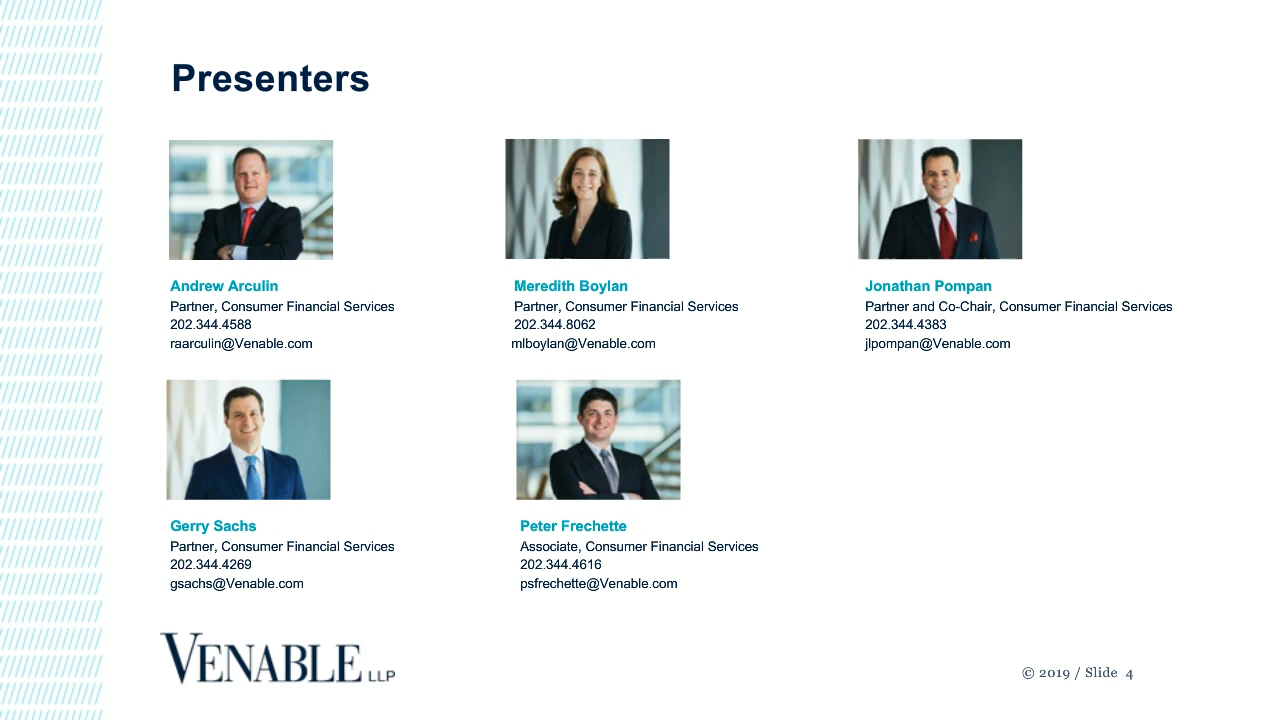 Presenters
Andrew Arculin
Partner, Consumer Financial Services
202.344.4588
raarculin@Venable.com
Meredith Boylan
Partner, Consumer Financial Services
202.344.8062
mlboylan@Venable.com
Jonathan Pompan
Partner and Co-Chair, Consumer Financial Services
202.344.4383
jlpompan@Venable.com
Gerry Sachs
Partner, Consumer Financial Services
202.344.4269
gsachs@Venable.com
Peter Frechette
Associate, Consumer Financial Services
202.344.4616
psfrechette@Venable.com
VENABLE LLP
© 2019 / Slide 4